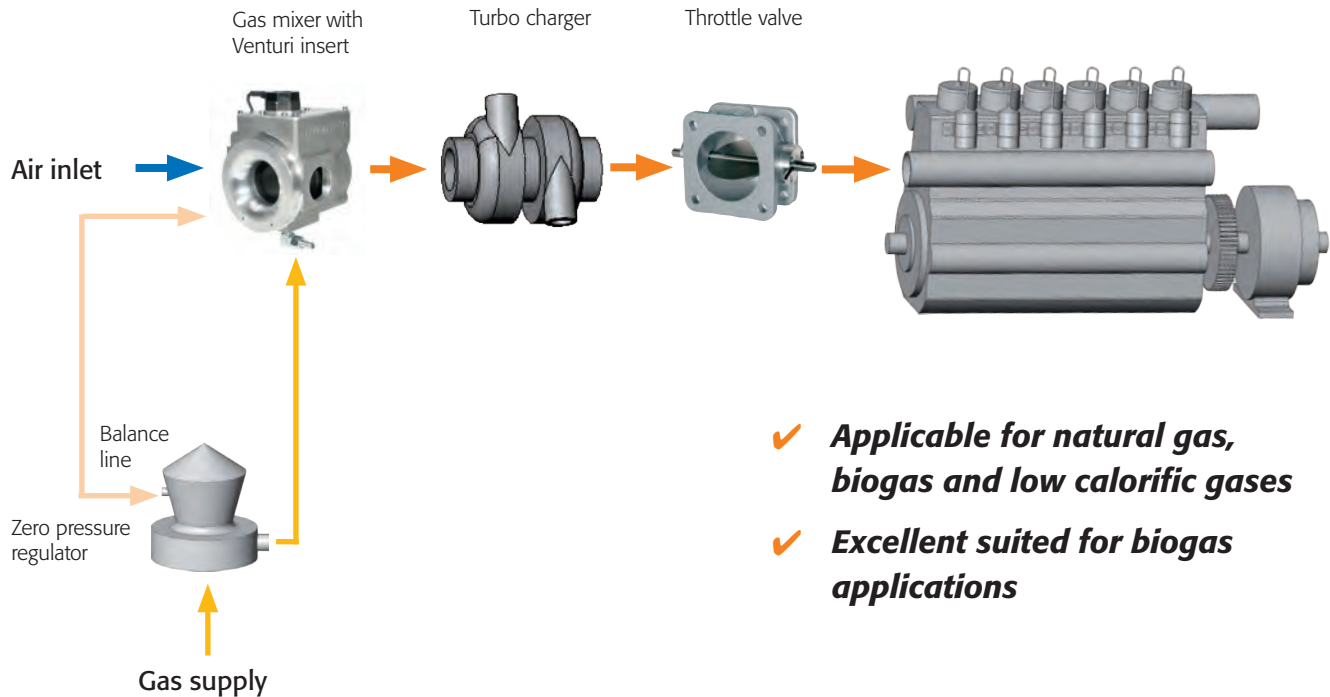 Gas mixer with
Venturi insert
Turbo charger
Throttle valve
Air inlet
Balance
line
Zero pressure
regulator
Gas supply
✔ Applicable for natural gas,
biogas and low calorific gases
✔ Excellent suited for biogas
applications